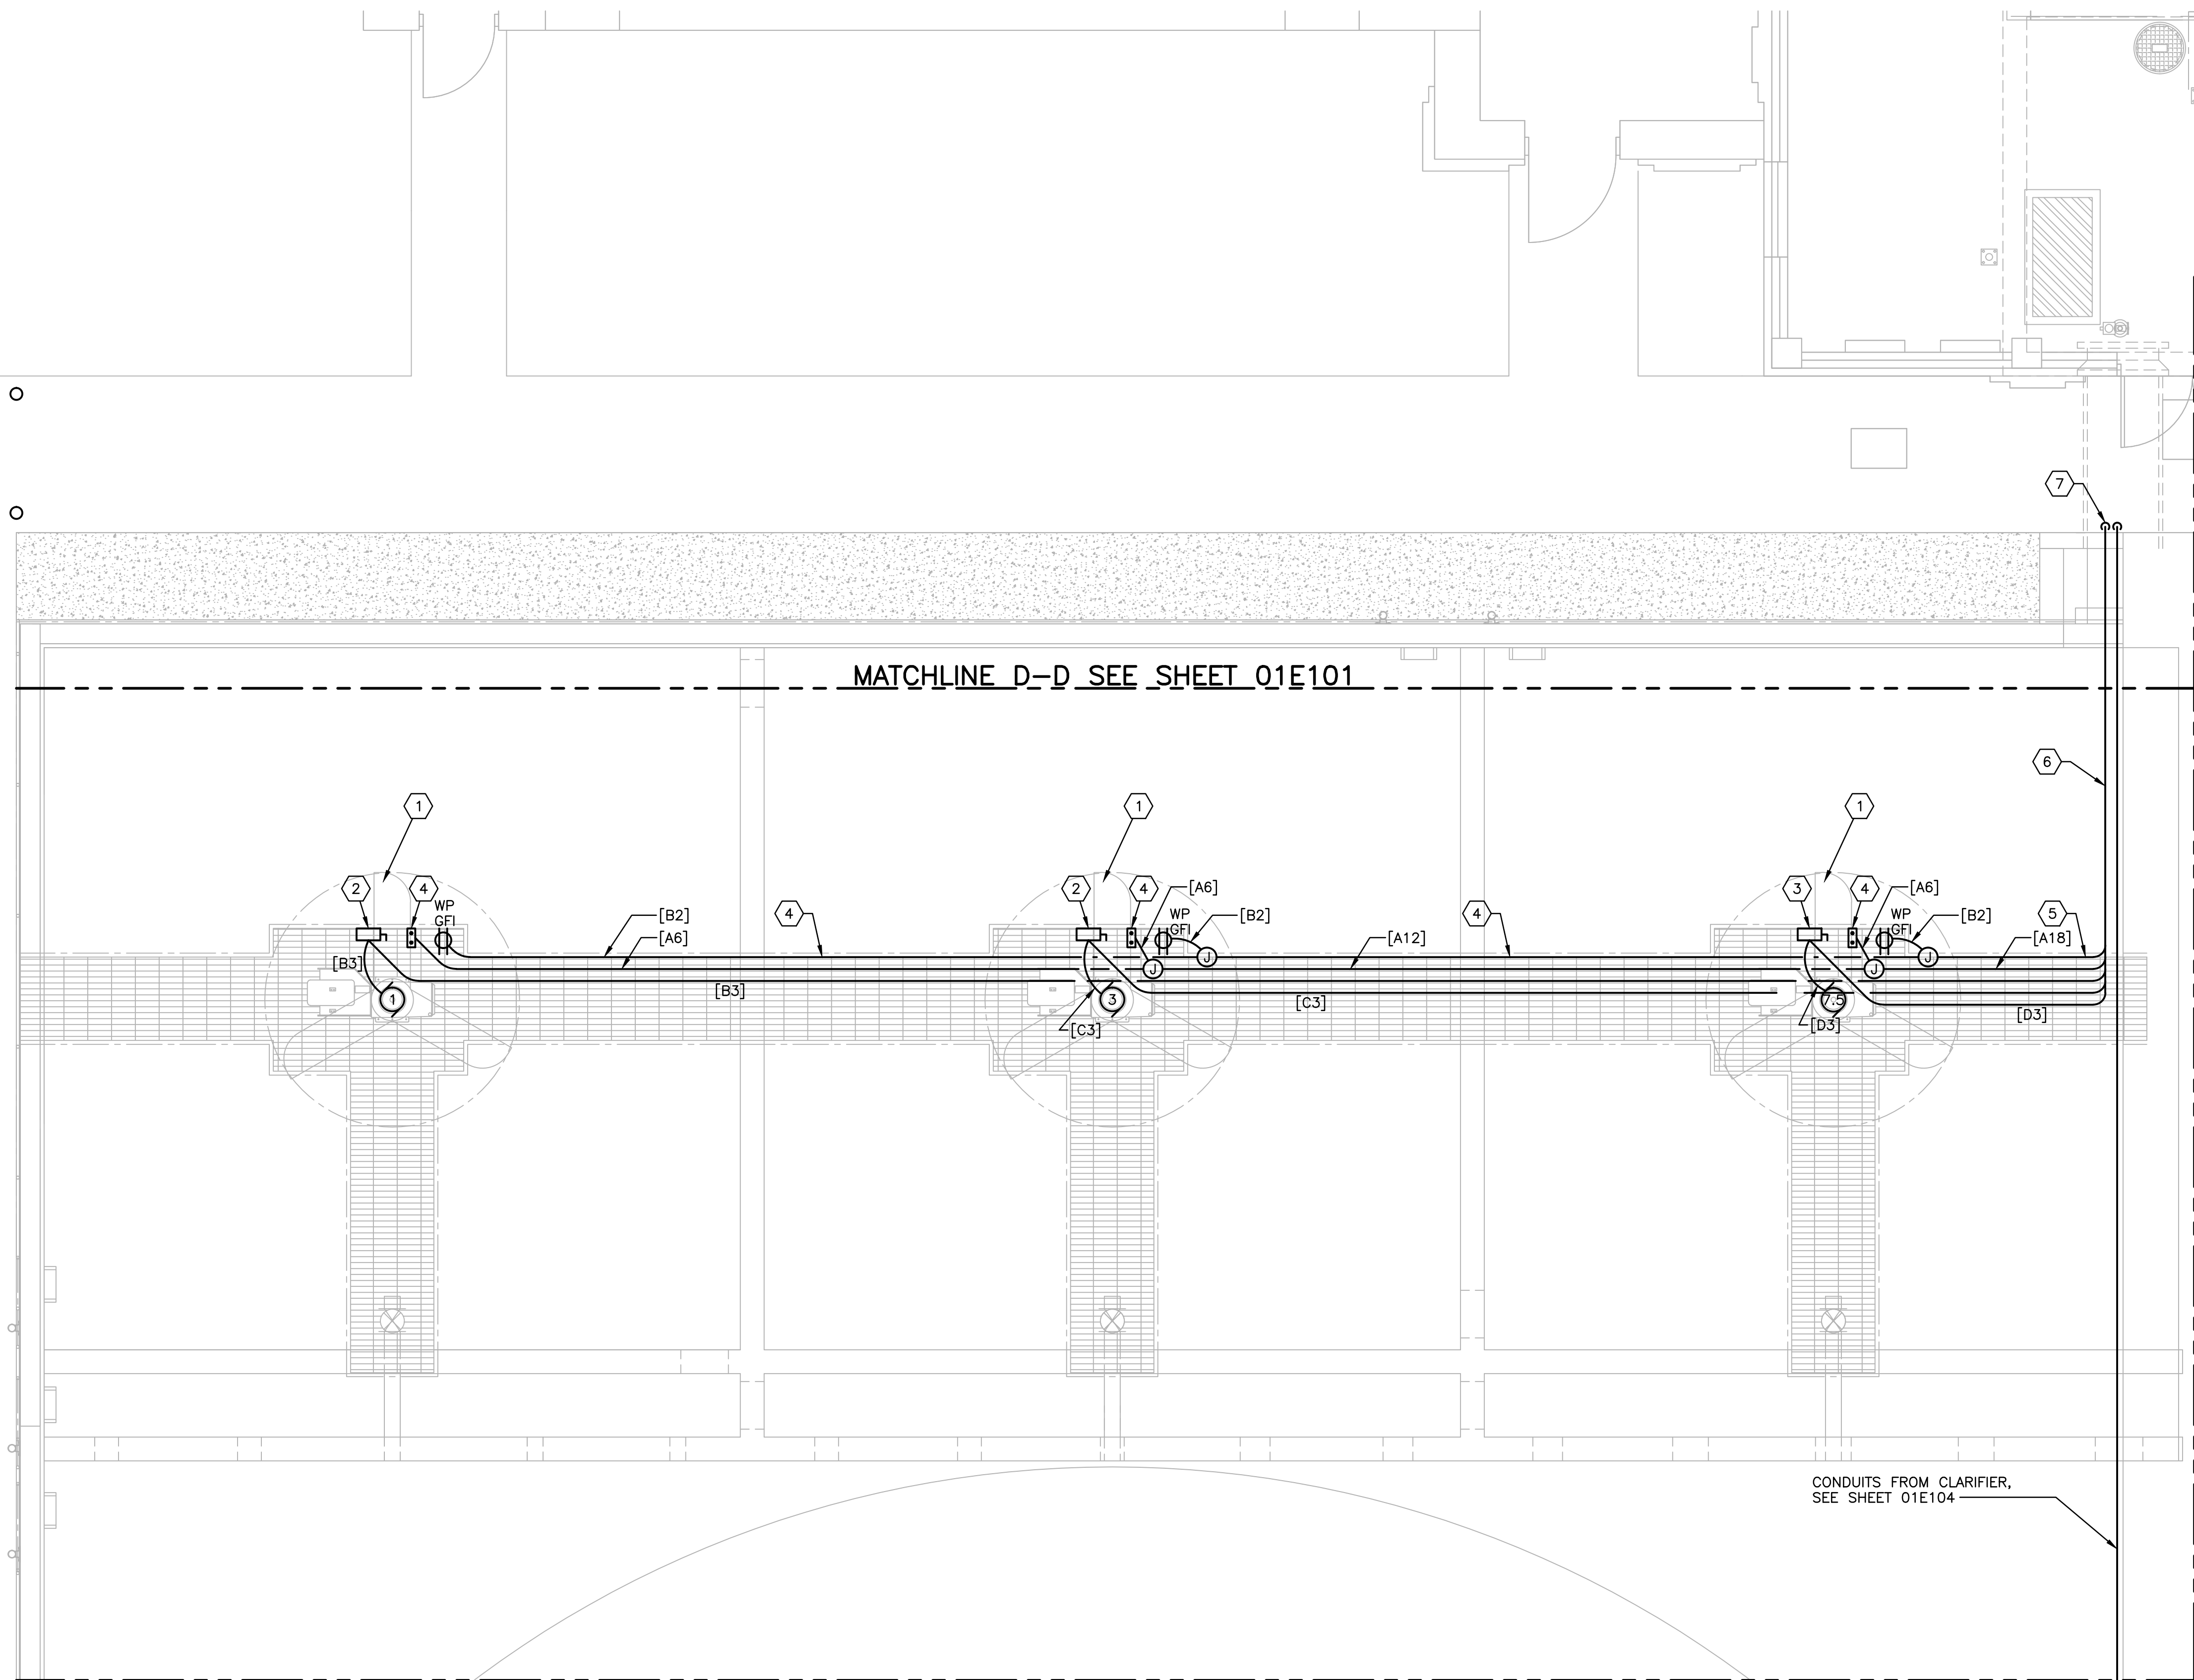 7
MATCHLINE D-D SEE SHEET 01E101
6
1
1
1
2
4
2
4
[A6]
3
4
[A6]
WP
GFI
[B2]
4
WP
GFI
[B2]
4
WP
GFI
[B2]
5
[A6]
[A12]
[A18]
J
J
J
J
[B3]
[B3]
1
3
7.5
[C3]
[C3]
[D3]
[D3]
CONDUITS FROM CLARIFIER,
SEE SHEET 01E104